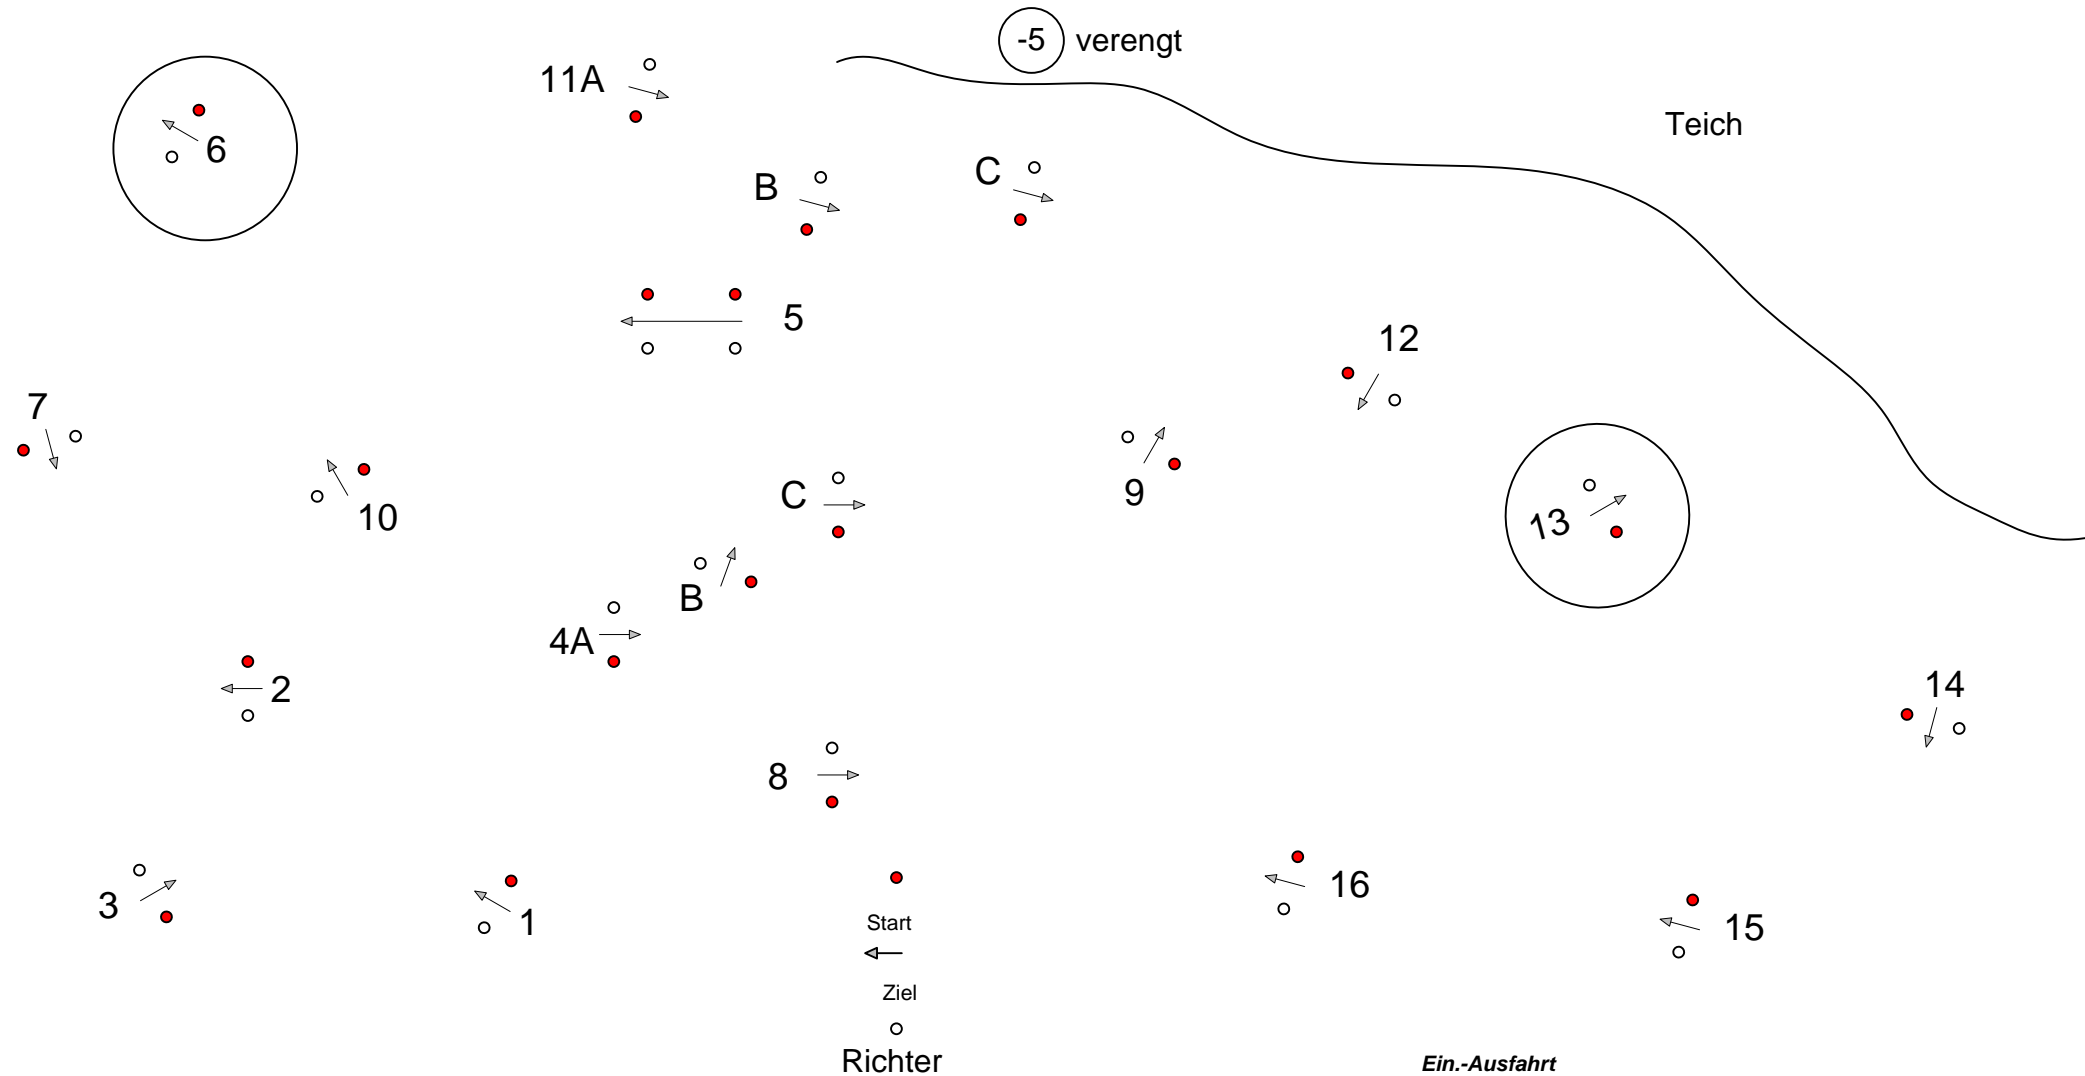 -5 verengt
11A
Teich
6
B
C
5
12
7
C
9
10
13
B
4A
2
14
8
3
1
16
15
Start
Ziel
Richter
Ein.-Ausfahrt